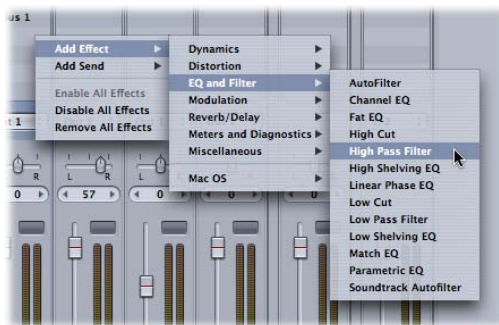 us 1
Add Effect
Add Send
Enable All Effects
Disable All Effects
Remove All Effects
Dynamics
Distortion
EQ and Filter
Modulation
Reverb/Delay
Meters and Diagnostics
Miscellaneous
Mac OS
AutoFilter
Channel EQ
Fat EQ
High Cut
High Pass Filter
High Shelving EQ
Linear Phase EQ
Low Cut
Low Pass Filter
Low Shelving EQ
Match EQ
Parametric EQ
Soundtrack Autofilter
R L R L
0 57 0 0 0